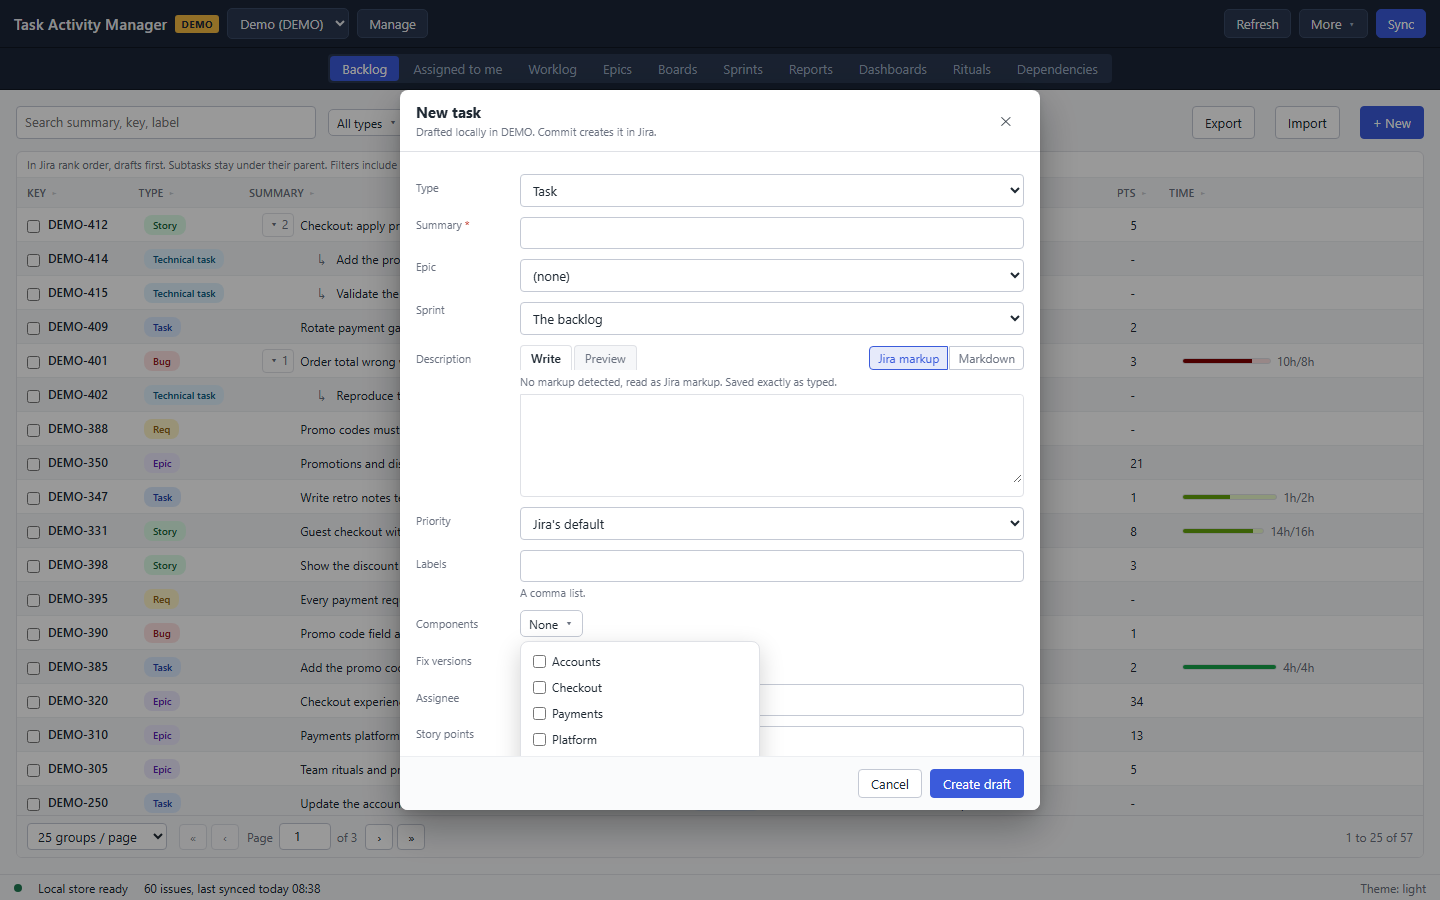 Task Activity Manager DEMO Demo (DEMO) Manage Refresh More Sync
Backlog Assigned to me Worklog Epics Boards Sprints Reports Dashboards Rituals Dependencies
Search summary, key, label All types Export Import + New
In Jira rank order, drafts first. Subtasks stay under their parent. Filters include
KEY TYPE SUMMARY PTS TIME
DEMO-412 Story 2 Checkout: apply pr 5
DEMO-414 Technical task Add the pro -
DEMO-415 Technical task Validate the -
DEMO-409 Task Rotate payment ga 2
DEMO-401 Bug 1 Order total wrong 3 10h/8h
DEMO-402 Technical task Reproduce t -
DEMO-388 Req Promo codes must -
DEMO-350 Epic Promotions and dis 21
DEMO-347 Task Write retro notes t 1 1h/2h
DEMO-331 Story Guest checkout wit 8 14h/16h
DEMO-398 Story Show the discount 3
DEMO-395 Req Every payment req -
DEMO-390 Bug Promo code field a 1
DEMO-385 Task Add the promo co 2 4h/4h
DEMO-320 Epic Checkout experien 34
DEMO-310 Epic Payments platform 13
DEMO-305 Epic Team rituals and pr 5
DEMO-250 Task Update the accoun -
25 groups / page « ‹ Page 1 of 3 › » 1 to 25 of 57
Local store ready 60 issues, last synced today 08:38 Theme: light
New task
Drafted locally in DEMO. Commit creates it in Jira.
Type Task
Summary *
Epic (none)
Sprint The backlog
Description Write Preview Jira markup Markdown
No markup detected, read as Jira markup. Saved exactly as typed.
Priority Jira's default
Labels
A comma list.
Components None
Accounts
Checkout
Payments
Platform
Fix versions
Assignee
Story points
Cancel Create draft